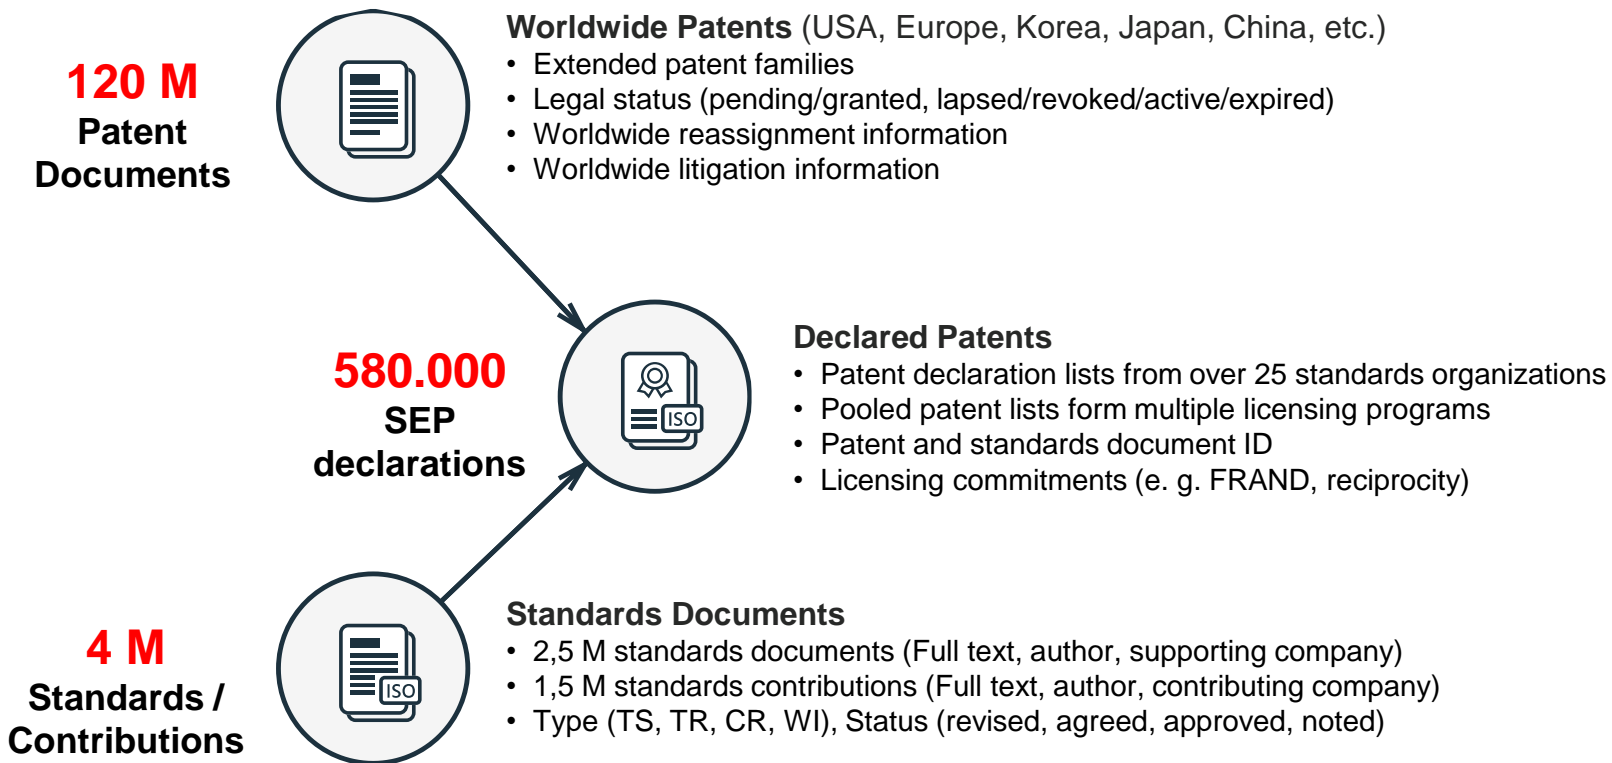 120 M
Patent
Documents
Worldwide Patents (USA, Europe, Korea, Japan, China, etc.)
• Extended patent families
• Legal status (pending/granted, lapsed/revoked/active/expired)
• Worldwide reassignment information
• Worldwide litigation information
580.000
SEP
declarations
ISO
Declared Patents
• Patent declaration lists from over 25 standards organizations
• Pooled patent lists form multiple licensing programs
• Patent and standards document ID
• Licensing commitments (e. g. FRAND, reciprocity)
4 M
Standards /
Contributions
ISO
Standards Documents
• 2,5 M standards documents (Full text, author, supporting company)
• 1,5 M standards contributions (Full text, author, contributing company)
• Type (TS, TR, CR, WI), Status (revised, agreed, approved, noted)